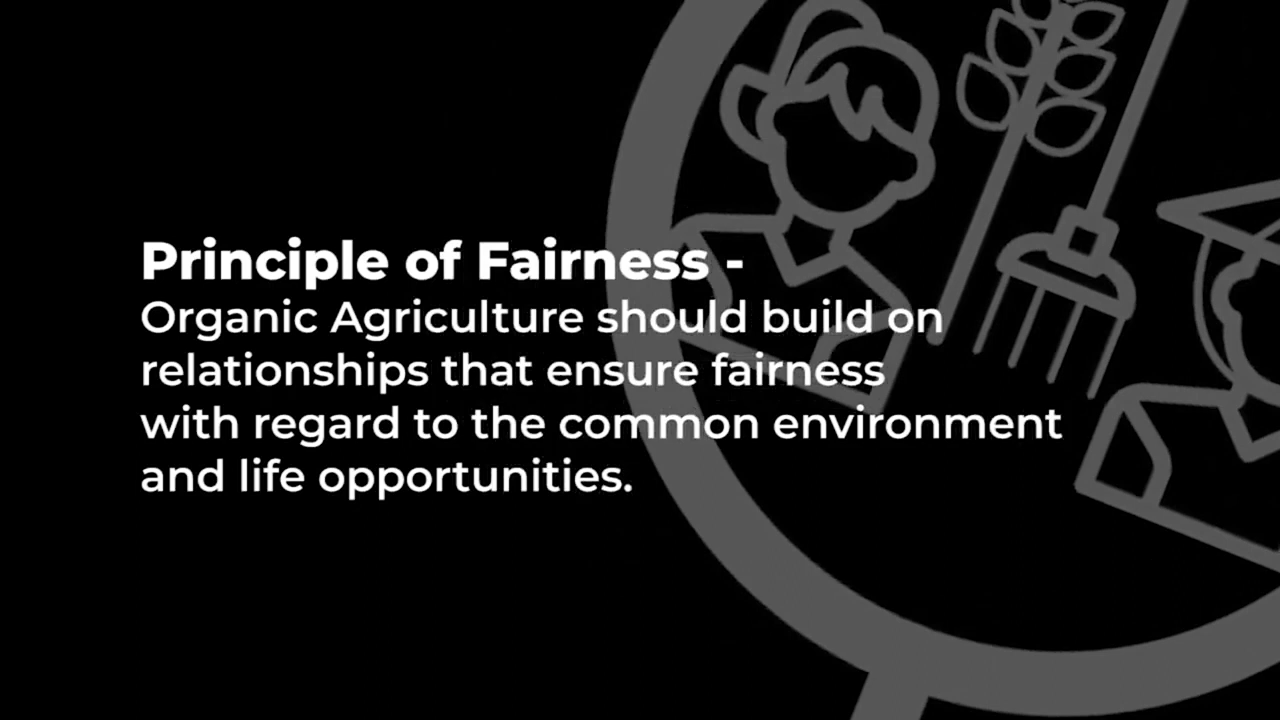 Principle of Fairness -
Organic Agriculture should build on
relationships that ensure fairness
with regard to the common environment
and life opportunities.